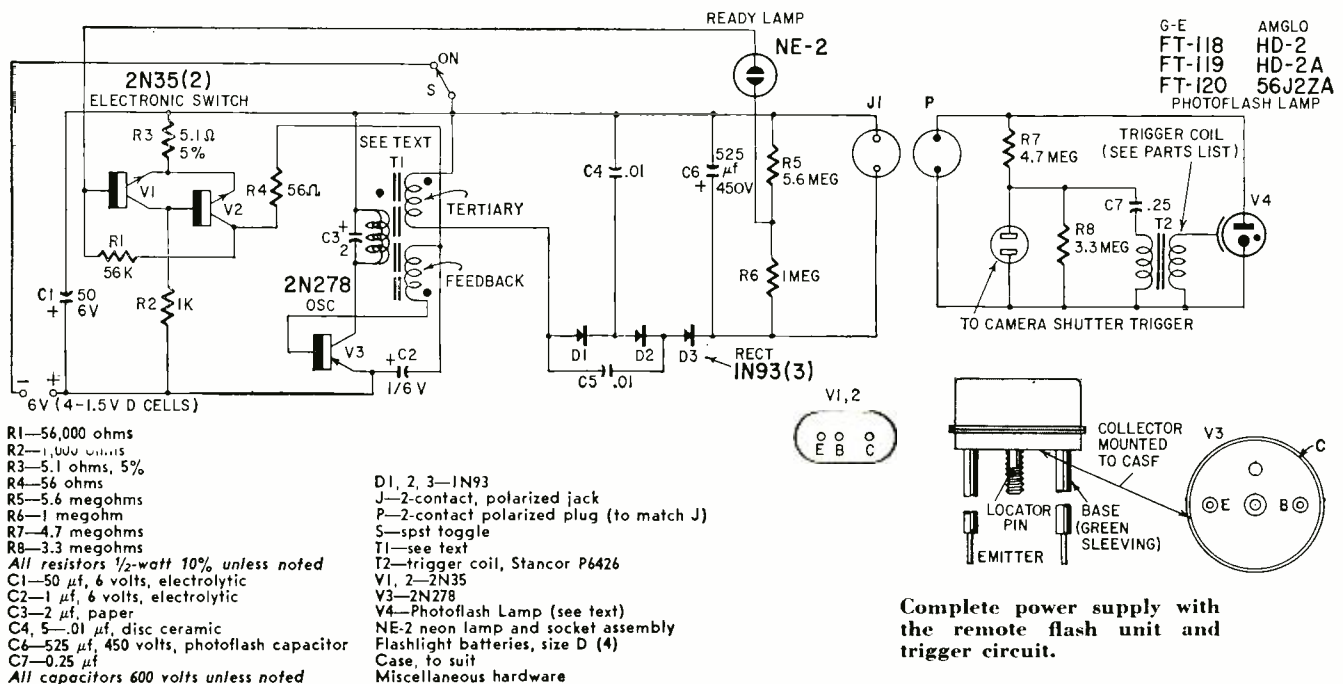 READY LAMP
NE-2
G-E AMGLO
FT-118 HD-2
FT-119 HD-2A
FT-120 56J2ZA
PHOTOFLASH LAMP
ON
S
2N35(2)
ELECTRONIC SWITCH
R3 5.1Ω
5%
V1
V2
R4 56Ω
R1
56K
C1 50
6V
+
R2 1K
SEE TEXT
T1
TERTIARY
C3
2
+
FEEDBACK
2N278
OSC
V3
+C2
1/6 V
- +
6V (4-1.5V D CELLS)
C4 .01
C6 525
μf
+ 450V
R5
5.6 MEG
R6 1MEG
D1 D2 D3
C5 .01
RECT
1N93(3)
J1 P
R7
4.7 MEG
TRIGGER COIL
(SEE PARTS LIST)
C7 .25
T2
V4
R8
3.3 MEG
TO CAMERA SHUTTER TRIGGER
V1,2
E B C
COLLECTOR
MOUNTED
TO CASE
V3
C
E B
LOCATOR
PIN
BASE
(GREEN
SLEEVING)
EMITTER
R1—56,000 ohms
R2—1,000 ohms
R3—5.1 ohms, 5%
R4—56 ohms
R5—5.6 megohms
R6—1 megohm
R7—4.7 megohms
R8—3.3 megohms
All resistors ½-watt 10% unless noted
C1—50 μf, 6 volts, electrolytic
C2—1 μf, 6 volts, electrolytic
C3—2 μf, paper
C4, 5—.01 μf, disc ceramic
C6—525 μf, 450 volts, photoflash capacitor
C7—0.25 μf
All capacitors 600 volts unless noted
D1, 2, 3—1N93
J—2-contact, polarized jack
P—2-contact polarized plug (to match J)
S—spst toggle
T1—see text
T2—trigger coil, Stancor P6426
V1, 2—2N35
V3—2N278
V4—Photoflash Lamp (see text)
NE-2 neon lamp and socket assembly
Flashlight batteries, size D (4)
Case, to suit
Miscellaneous hardware
Complete power supply with
the remote flash unit and
trigger circuit.